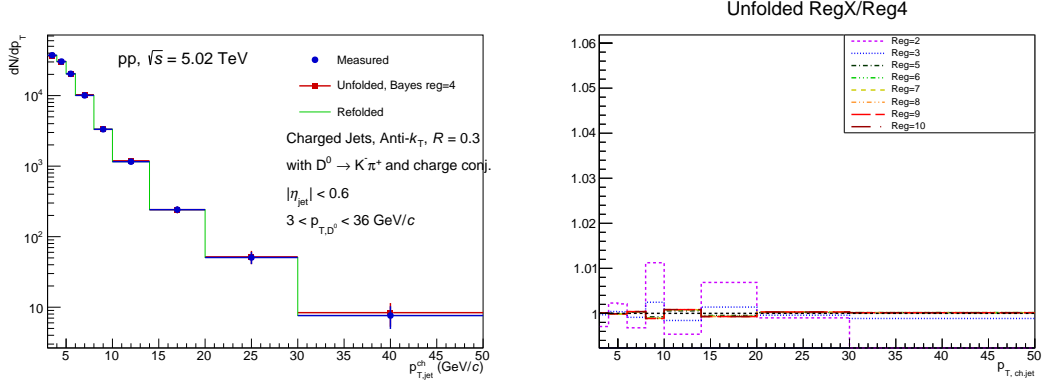 dN/dp_T
10^4
10^3
10^2
10
5 10 15 20 25 30 35 40 45 50
p^ch_T,jet (GeV/c)
pp, √s = 5.02 TeV
Measured
Unfolded, Bayes reg=4
Refolded
Charged Jets, Anti-k_T, R = 0.3
with D^0 → K^-π^+ and charge conj.
|η_jet| < 0.6
3 < p_T,D^0 < 36 GeV/c
Unfolded RegX/Reg4
1.06
1.05
1.04
1.03
1.02
1.01
1
5 10 15 20 25 30 35 40 45 50
p_T, ch,jet
Reg=2
Reg=3
Reg=5
Reg=6
Reg=7
Reg=8
Reg=9
Reg=10